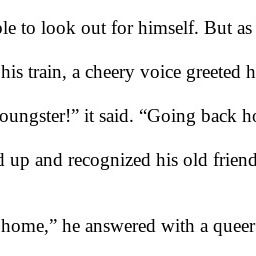 ble to look out for himself. But as
his train, a cheery voice greeted h
oungster!” it said. “Going back ho
d up and recognized his old friend
home,” he answered with a queer